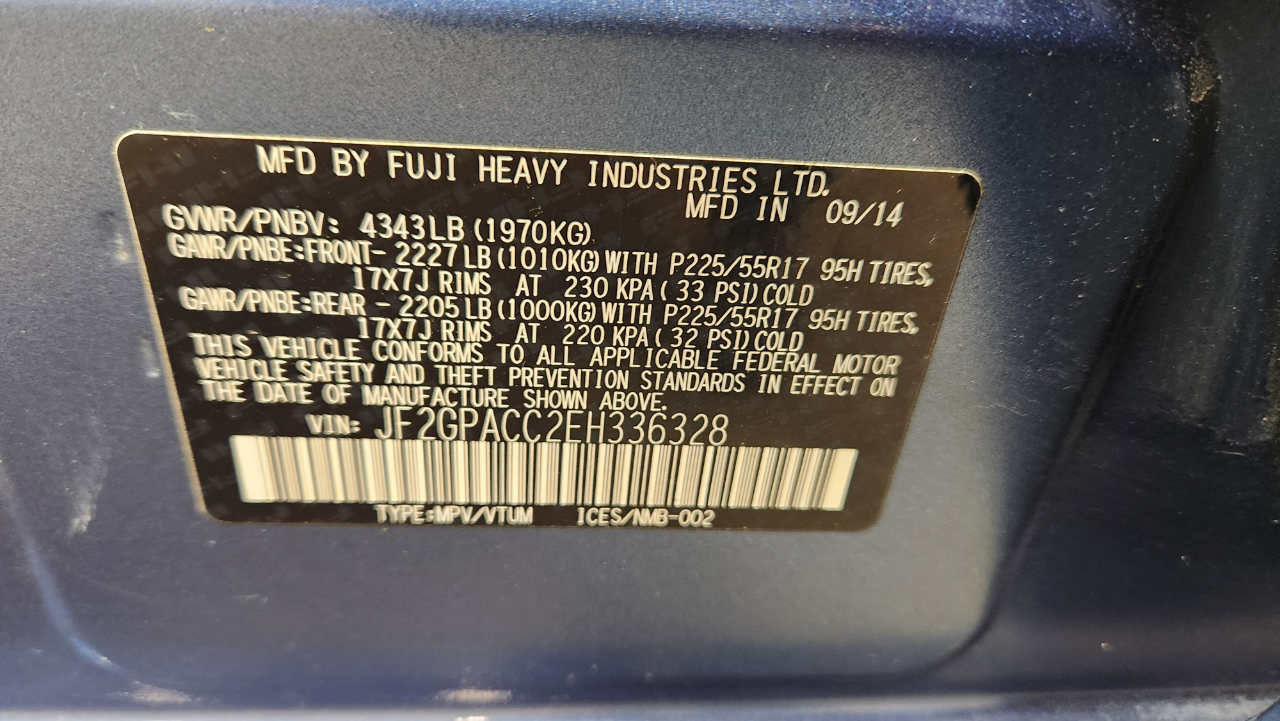 MFD BY FUJI HEAVY INDUSTRIES LTD.
MFD IN 09/14
GVWR/PNBV: 4343LB (1970KG)
GAWR/PNBE:FRONT- 2227LB (1010KG) WITH P225/55R17 95H TIRES,
17X7J RIMS AT 230 KPA ( 33 PSI) COLD
GAWR/PNBE:REAR - 2205LB (1000KG) WITH P225/55R17 95H TIRES,
17X7J RIMS AT 220 KPA ( 32 PSI) COLD
THIS VEHICLE CONFORMS TO ALL APPLICABLE FEDERAL MOTOR
VEHICLE SAFETY AND THEFT PREVENTION STANDARDS IN EFFECT ON
THE DATE OF MANUFACTURE SHOWN ABOVE.
VIN: JF2GPACC2EH336328
TYPE:MPV/VTUM 1CES/NMB-002